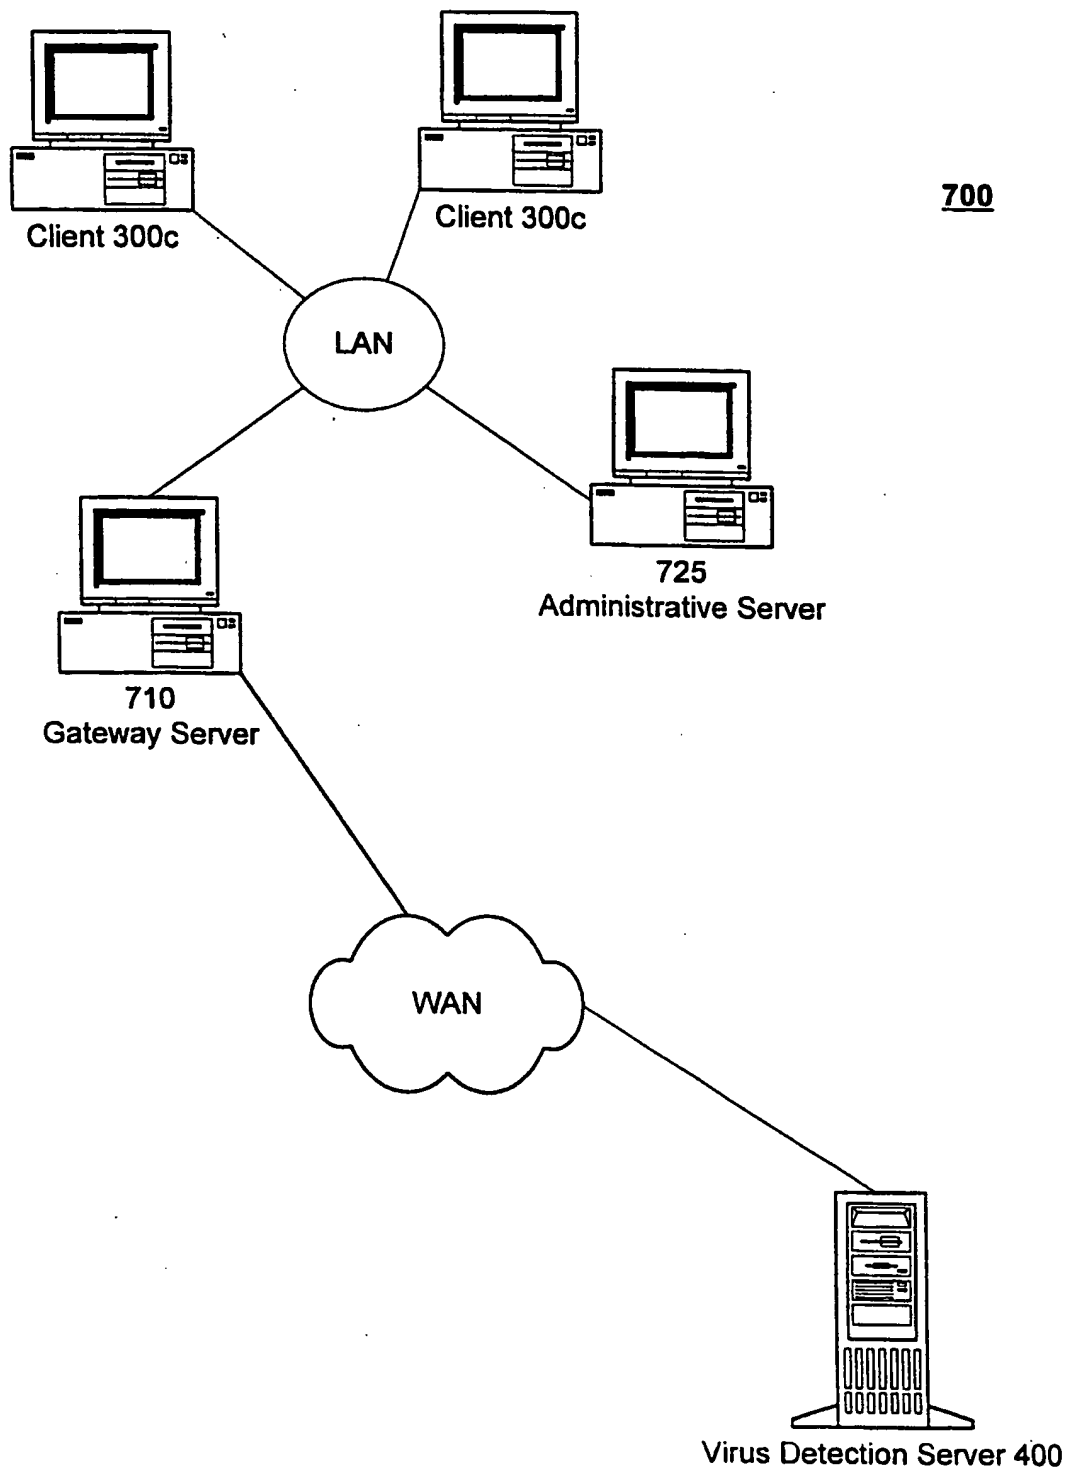 700
Client 300c
Client 300c
LAN
725
Administrative Server
710
Gateway Server
WAN
Virus Detection Server 400